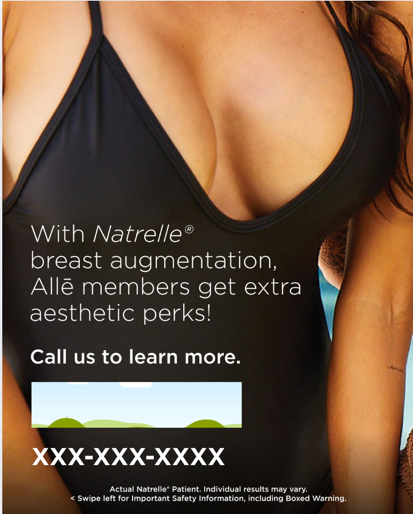 With Natrelle®
breast augmentation,
Allē members get extra
aesthetic perks!
Call us to learn more.
XXX-XXX-XXXX
Actual Natrelle® Patient. Individual results may vary.
< Swipe left for Important Safety Information, including Boxed Warning.